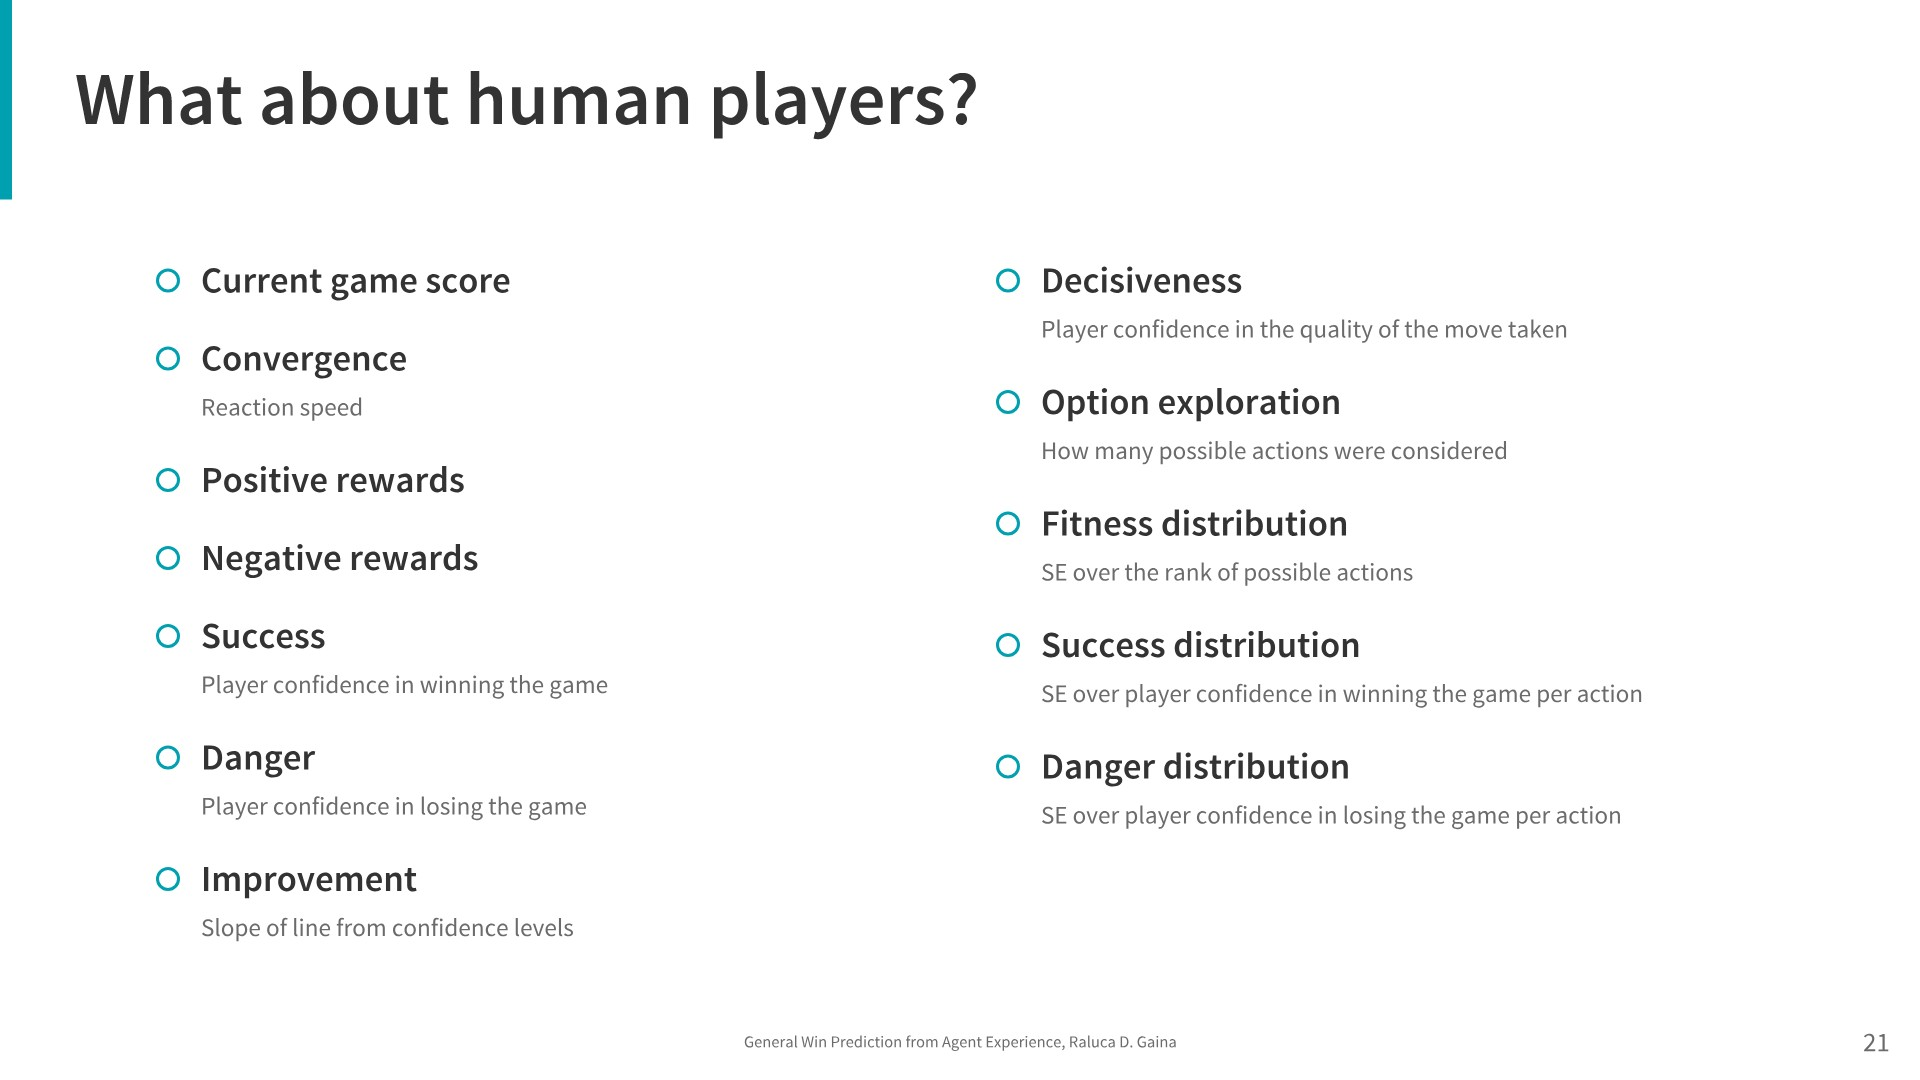 What about human players?
Current game score
Convergence
Reaction speed
Positive rewards
Negative rewards
Success
Player confidence in winning the game
Danger
Player confidence in losing the game
Improvement
Slope of line from confidence levels
Decisiveness
Player confidence in the quality of the move taken
Option exploration
How many possible actions were considered
Fitness distribution
SE over the rank of possible actions
Success distribution
SE over player confidence in winning the game per action
Danger distribution
SE over player confidence in losing the game per action
General Win Prediction from Agent Experience, Raluca D. Gaina
21